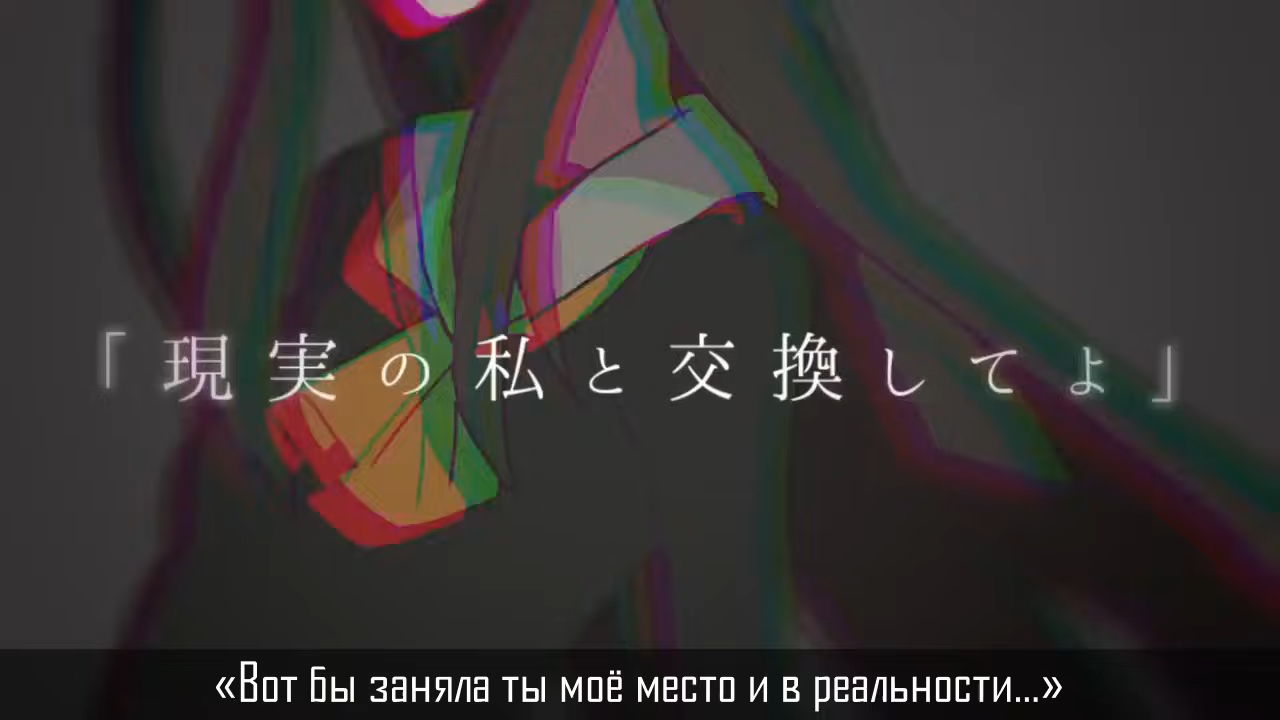 「現実の私と交換してよ」
«Вот бы заняла ты моё место и в реальности...»